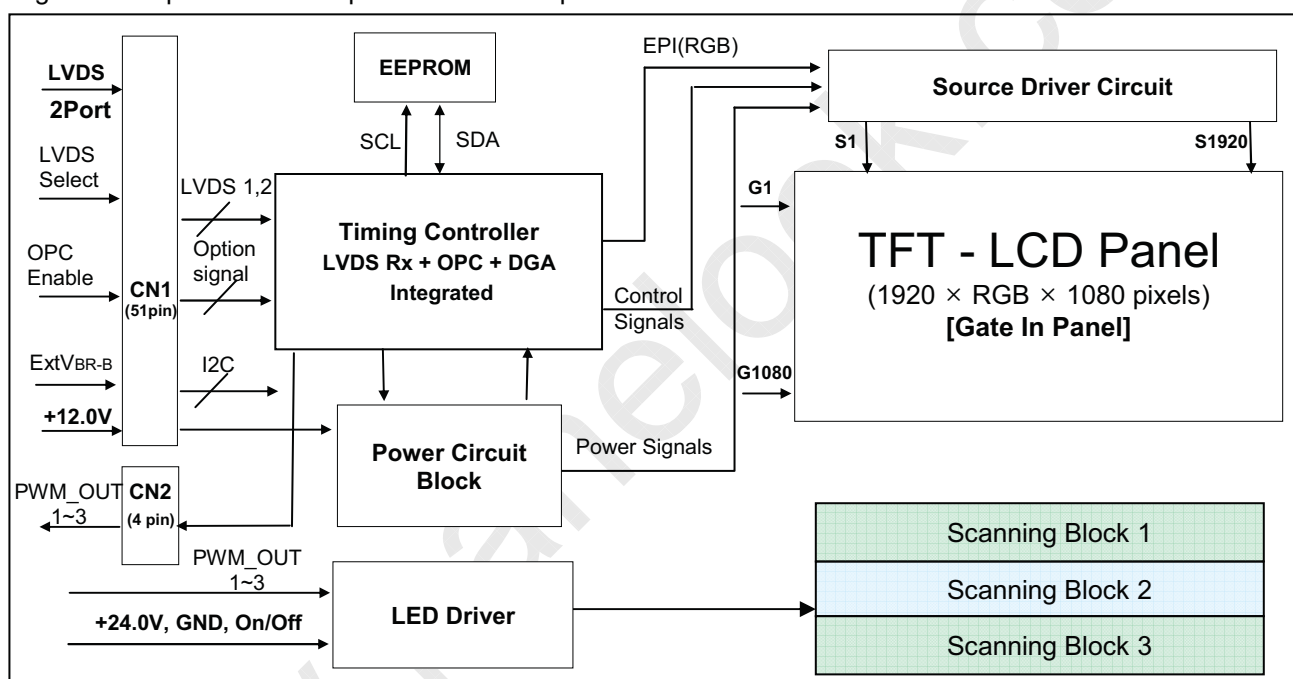 EEPROM
EPI(RGB)
Source Driver Circuit
LVDS
2Port
SCL
SDA
S1
S1920
LVDS
Select
LVDS 1,2
G1
Timing Controller
LVDS Rx + OPC + DGA
Integrated
TFT - LCD Panel
(1920 × RGB × 1080 pixels)
[Gate In Panel]
OPC
Enable
Option
signal
CN1
(51pin)
Control
Signals
ExtVBR-B
I2C
G1080
+12.0V
Power Circuit
Block
Power Signals
PWM_OUT
1~3
CN2
(4 pin)
PWM_OUT
1~3
+24.0V, GND, On/Off
LED Driver
Scanning Block 1
Scanning Block 2
Scanning Block 3